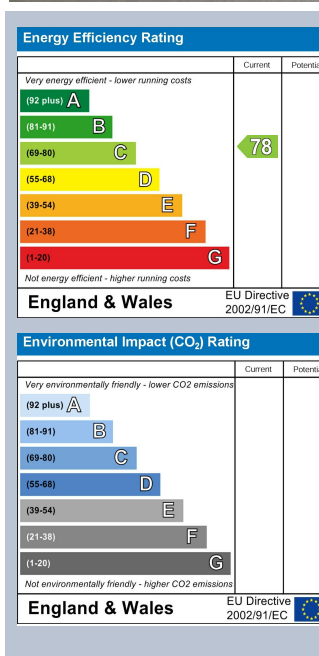 Energy Efficiency Rating
Current Potentia
Very energy efficient - lower running costs
(92 plus) A
(81-91) B
(69-80) C
78
(55-68) D
(39-54) E
(21-38) F
(1-20) G
Not energy efficient - higher running costs
England & Wales
EU Directive
2002/91/EC
Environmental Impact (CO₂) Rating
Current Potentia
Very environmentally friendly - lower CO2 emissions
(92 plus) A
(81-91) B
(69-80) C
(55-68) D
(39-54) E
(21-38) F
(1-20) G
Not environmentally friendly - higher CO2 emissions
England & Wales
EU Directive
2002/91/EC